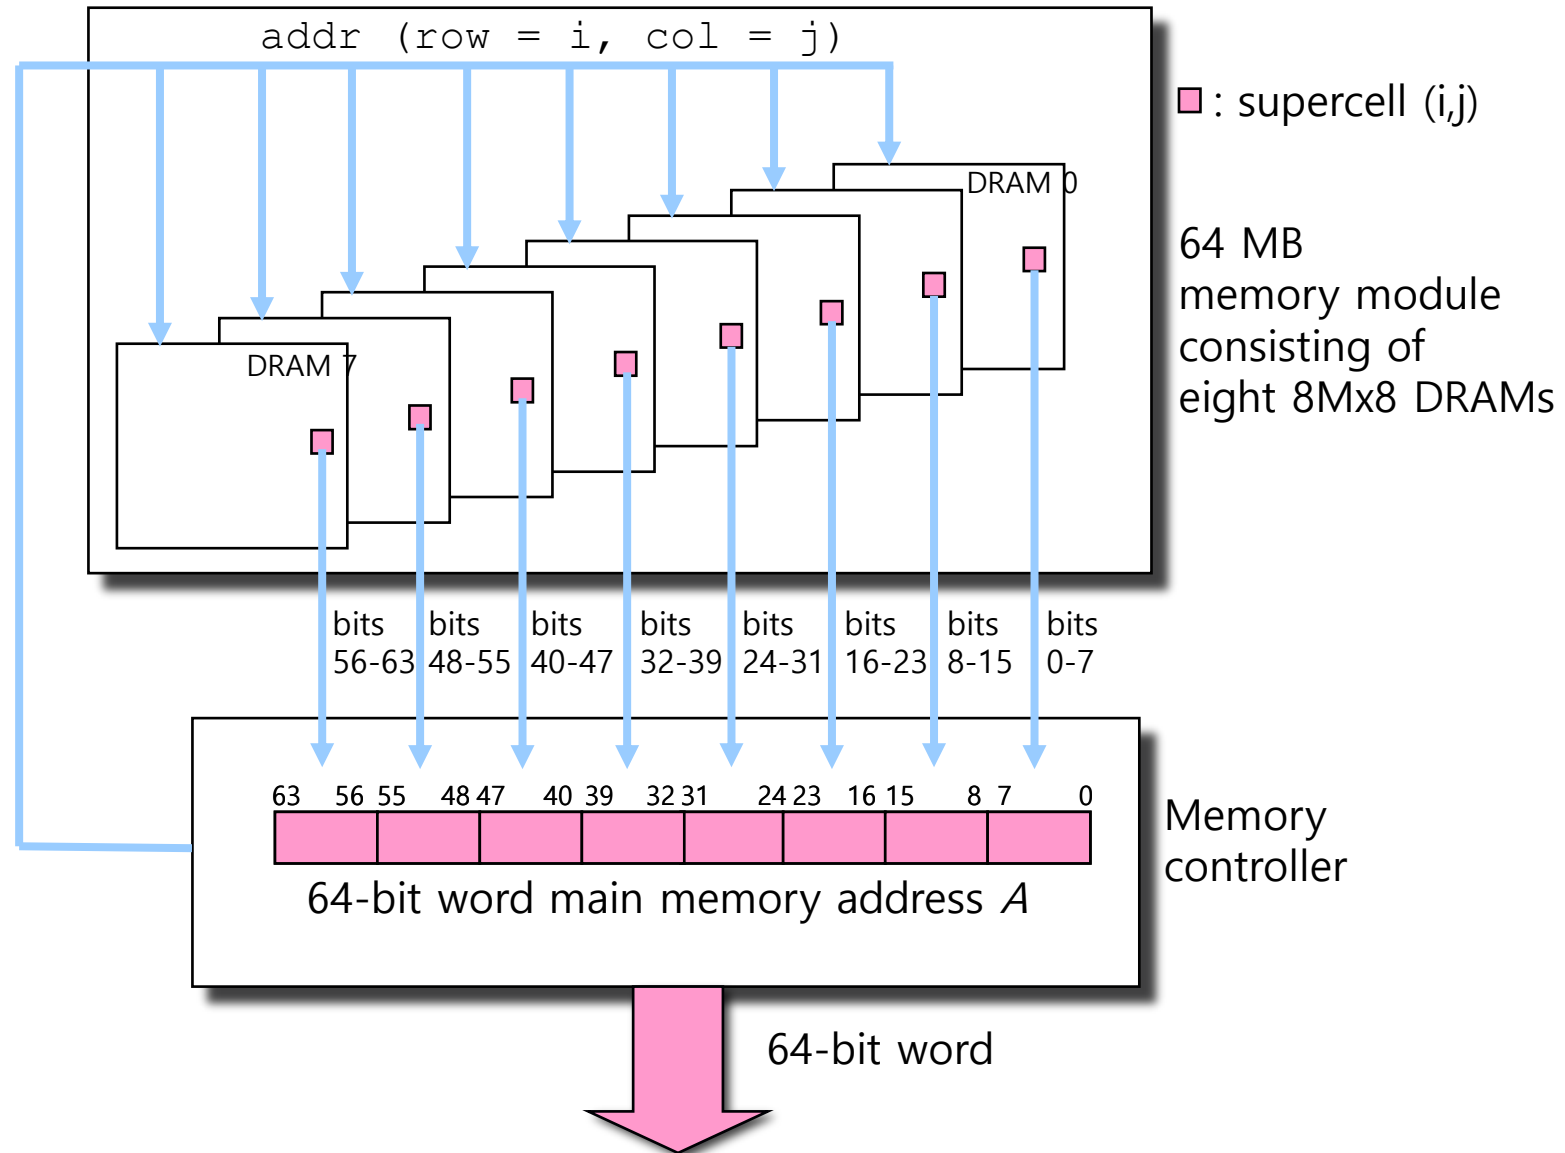 addr (row = i, col = j)
: supercell (i,j)
DRAM 0
64 MB
memory module
consisting of
eight 8Mx8 DRAMs
DRAM 7
bits
56-63
bits
48-55
bits
40-47
bits
32-39
bits
24-31
bits
16-23
bits
8-15
bits
0-7
63 56 55 48 47 40 39 32 31 24 23 16 15 8 7 0
64-bit word main memory address A
Memory
controller
64-bit word